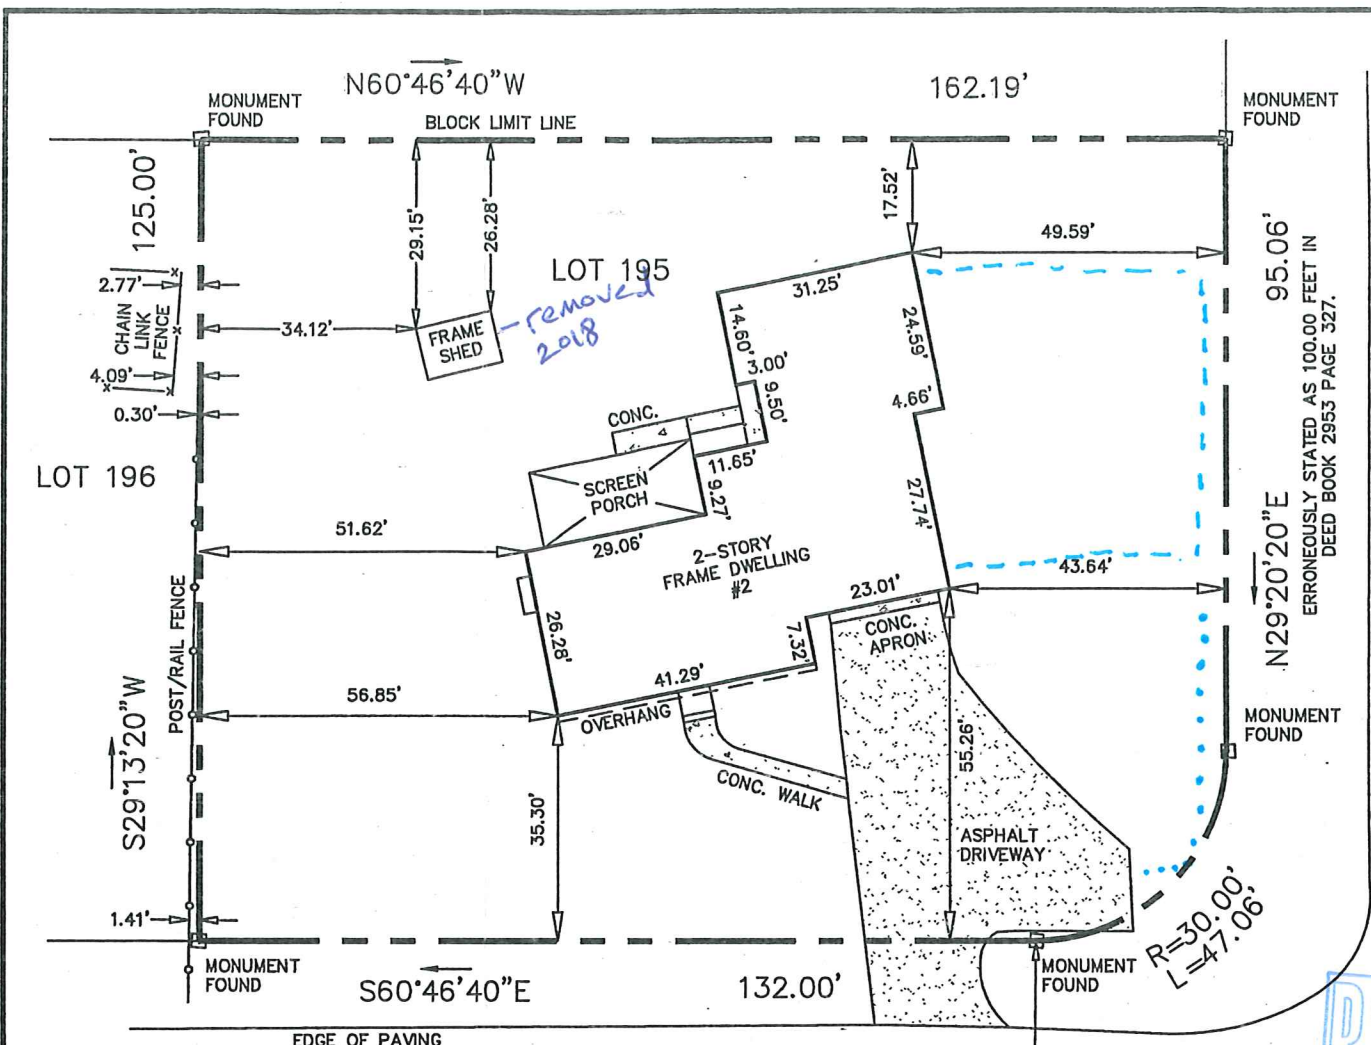 N60°46'40"W
162.19'
MONUMENT
FOUND
BLOCK LIMIT LINE
MONUMENT
FOUND
125.00'
29.15'
26.28'
17.52'
49.59'
95.06'
ERRONEOUSLY STATED AS 100.00 FEET IN
DEED BOOK 2953 PAGE 327.
LOT 195
removed
2018
2.77'
CHAIN
LINK
FENCE
34.12'
FRAME
SHED
31.25'
14.60'
24.59'
4.09'
3.00'
9.50'
4.66'
0.30'
CONC.
LOT 196
11.65'
SCREEN
PORCH
9.27'
27.74'
51.62'
29.06'
2-STORY
FRAME DWELLING
#2
43.64'
N29°20'20"E
23.01'
CONC.
APRON
7.32'
26.28'
POST/RAIL FENCE
41.29'
56.85'
OVERHANG
S29°13'20"W
MONUMENT
FOUND
55.26'
CONC. WALK
35.30'
ASPHALT
DRIVEWAY
1.41'
R=30.00'
L=47.06'
MONUMENT
FOUND
S60°46'40"E
132.00'
MONUMENT
FOUND
D
EDGE OF PAVING